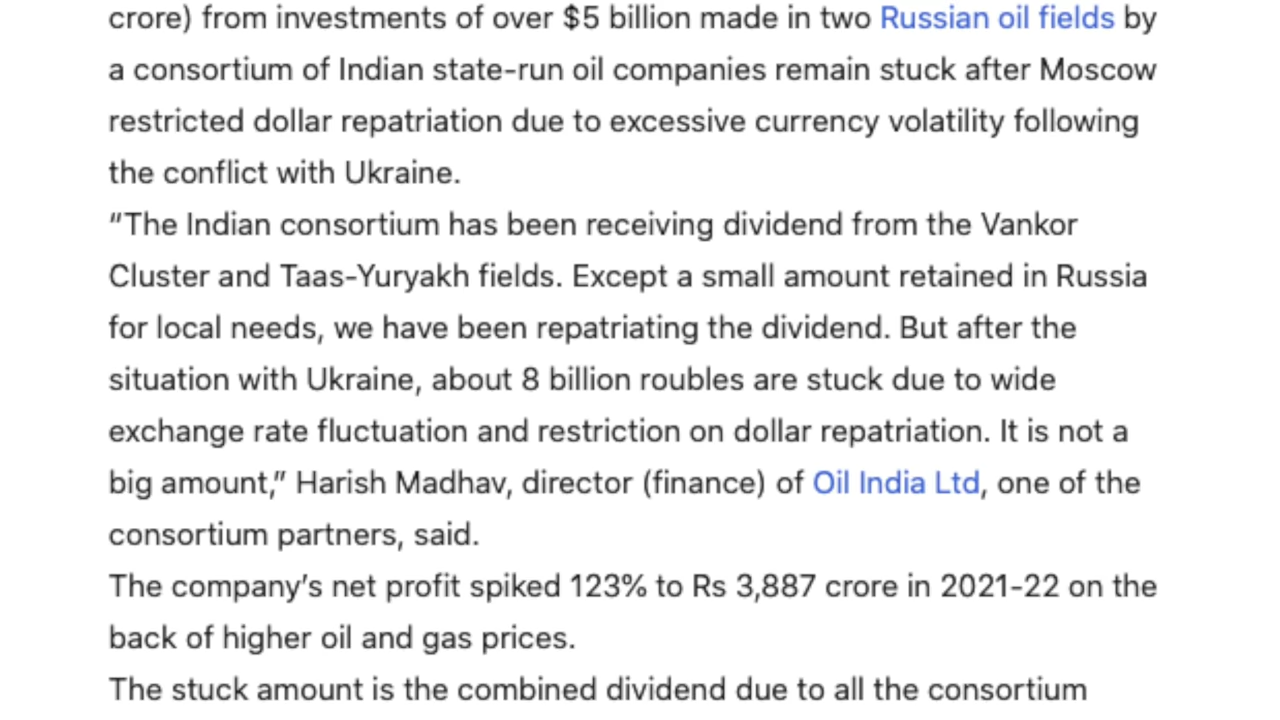 crore) from investments of over $5 billion made in two Russian oil fields by
a consortium of Indian state-run oil companies remain stuck after Moscow
restricted dollar repatriation due to excessive currency volatility following
the conflict with Ukraine.
“The Indian consortium has been receiving dividend from the Vankor
Cluster and Taas-Yuryakh fields. Except a small amount retained in Russia
for local needs, we have been repatriating the dividend. But after the
situation with Ukraine, about 8 billion roubles are stuck due to wide
exchange rate fluctuation and restriction on dollar repatriation. It is not a
big amount,” Harish Madhav, director (finance) of Oil India Ltd, one of the
consortium partners, said.
The company’s net profit spiked 123% to Rs 3,887 crore in 2021-22 on the
back of higher oil and gas prices.
The stuck amount is the combined dividend due to all the consortium